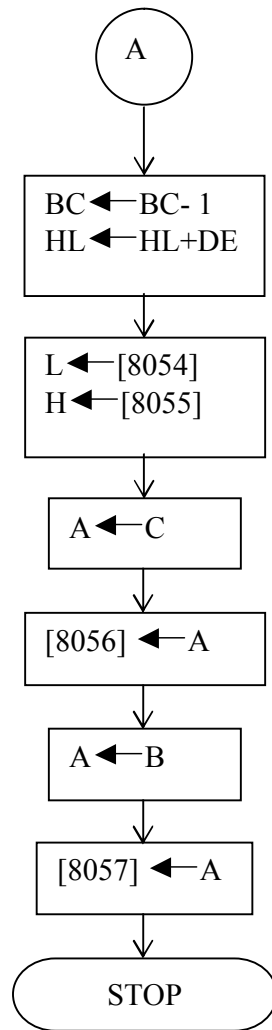 A
BC ← BC- 1
HL ← HL+DE
L ← [8054]
H ← [8055]
A ← C
[8056] ← A
A ← B
[8057] ← A
STOP